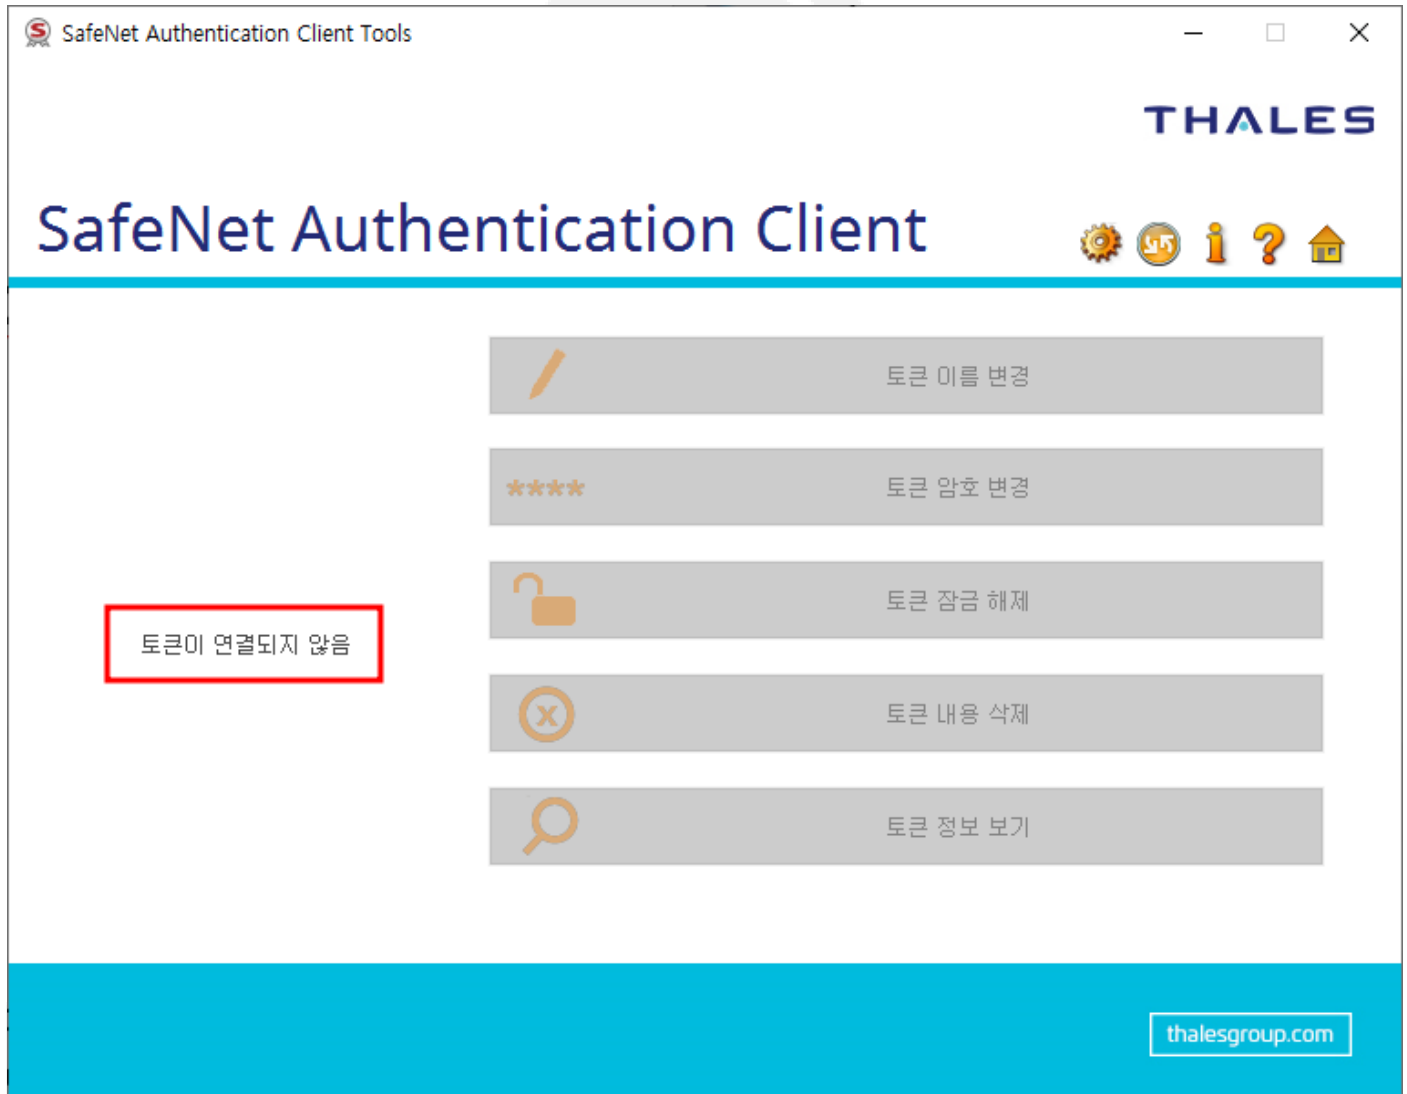 SafeNet Authentication Client Tools
THALES
SafeNet Authentication Client
토큰 이름 변경
**** 토큰 암호 변경
토큰 잠금 해제
토큰이 연결되지 않음
토큰 내용 삭제
토큰 정보 보기
thalesgroup.com